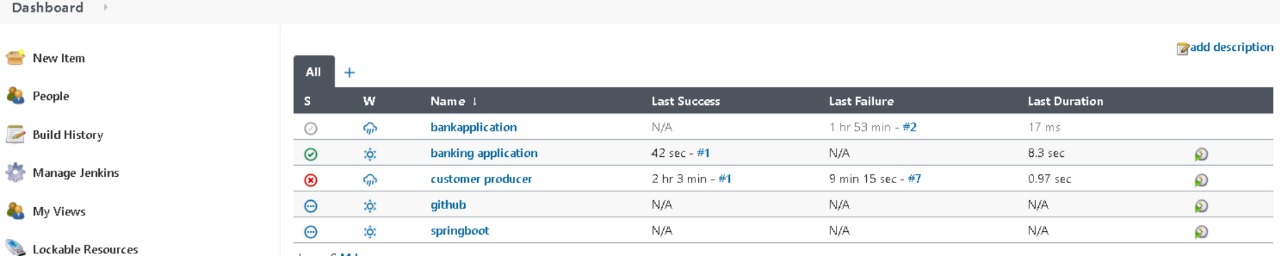 Dashboard
New Item
People
Build History
Manage Jenkins
My Views
Lockable Resources
add description
All +
S W Name ↓ Last Success Last Failure Last Duration
bankapplication N/A 1 hr 53 min - #2 17 ms
banking application 42 sec - #1 N/A 8.3 sec
customer producer 2 hr 3 min - #1 9 min 15 sec - #7 0.97 sec
github N/A N/A N/A
springboot N/A N/A N/A